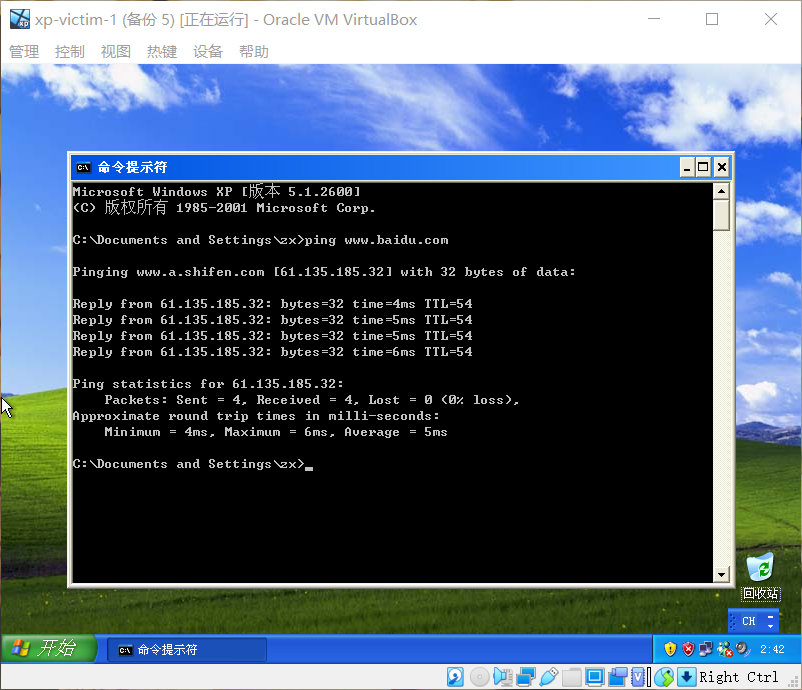 xp-victim-1 (备份 5) [正在运行] - Oracle VM VirtualBox
管理 控制 视图 热键 设备 帮助
命令提示符
Microsoft Windows XP [版本 5.1.2600]
(C) 版权所有 1985-2001 Microsoft Corp.
C:\Documents and Settings\zx>ping www.baidu.com
Pinging www.a.shifen.com [61.135.185.32] with 32 bytes of data:
Reply from 61.135.185.32: bytes=32 time=4ms TTL=54
Reply from 61.135.185.32: bytes=32 time=5ms TTL=54
Reply from 61.135.185.32: bytes=32 time=5ms TTL=54
Reply from 61.135.185.32: bytes=32 time=6ms TTL=54
Ping statistics for 61.135.185.32:
Packets: Sent = 4, Received = 4, Lost = 0 (0% loss),
Approximate round trip times in milli-seconds:
Minimum = 4ms, Maximum = 6ms, Average = 5ms
C:\Documents and Settings\zx>_
回收站
CH
开始 命令提示符 2:42
Right Ctrl